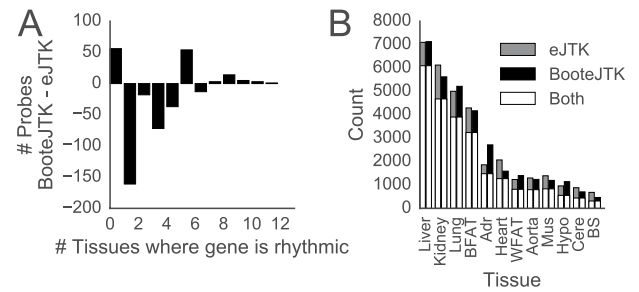 A
# Probes
BooteJTK - eJTK
100
50
0
−50
−100
−150
−200
0 2 4 6 8 10 12
# Tissues where gene is rhythmic
B
Count
8000
7000
6000
5000
4000
3000
2000
1000
0
eJTK
BooteJTK
Both
Liver
Kidney
Lung
BFAT
Adr
Heart
WFAT
Aorta
Mus
Hypo
Cere
BS
Tissue